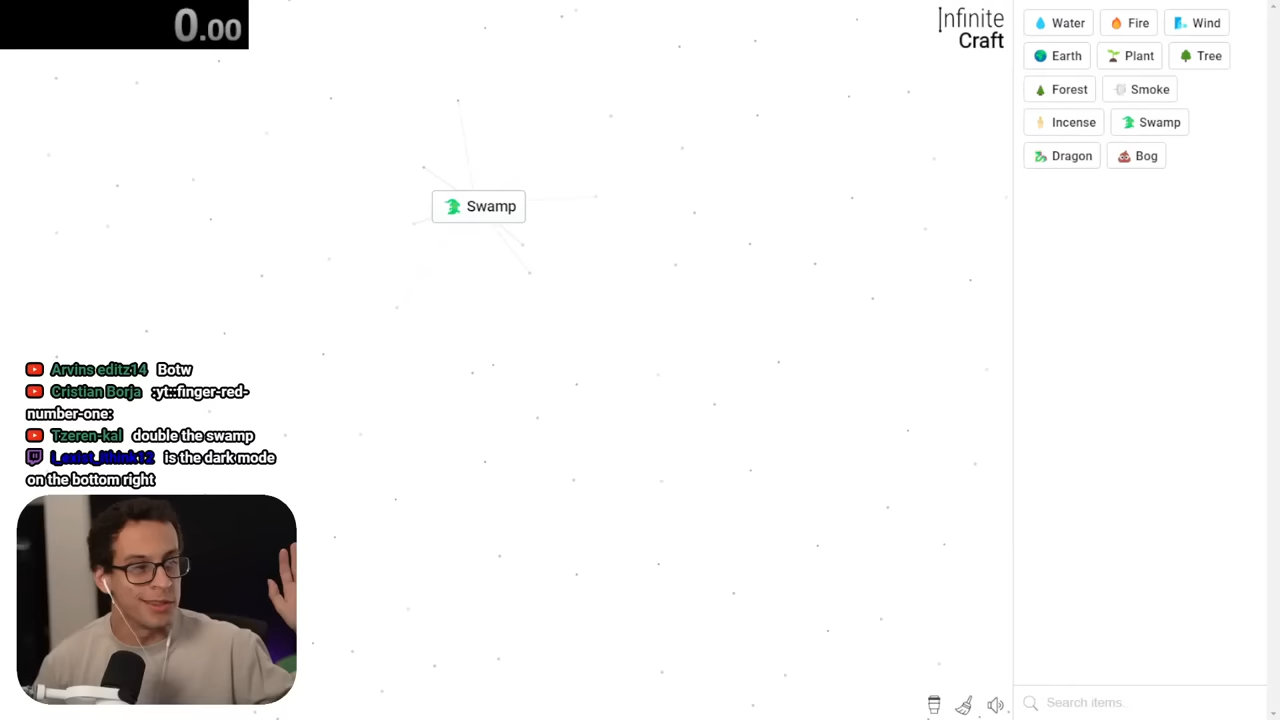 0.00
Infinite
Craft
Water
Fire
Wind
Earth
Plant
Tree
Forest
Smoke
Incense
Swamp
Dragon
Bog
Swamp
Arvins editz14 Botw
Cristian Borja :yt::finger-red-
number-one:
Tzeren-kal double the swamp
i_exist_ithink12 is the dark mode
on the bottom right
Search items.